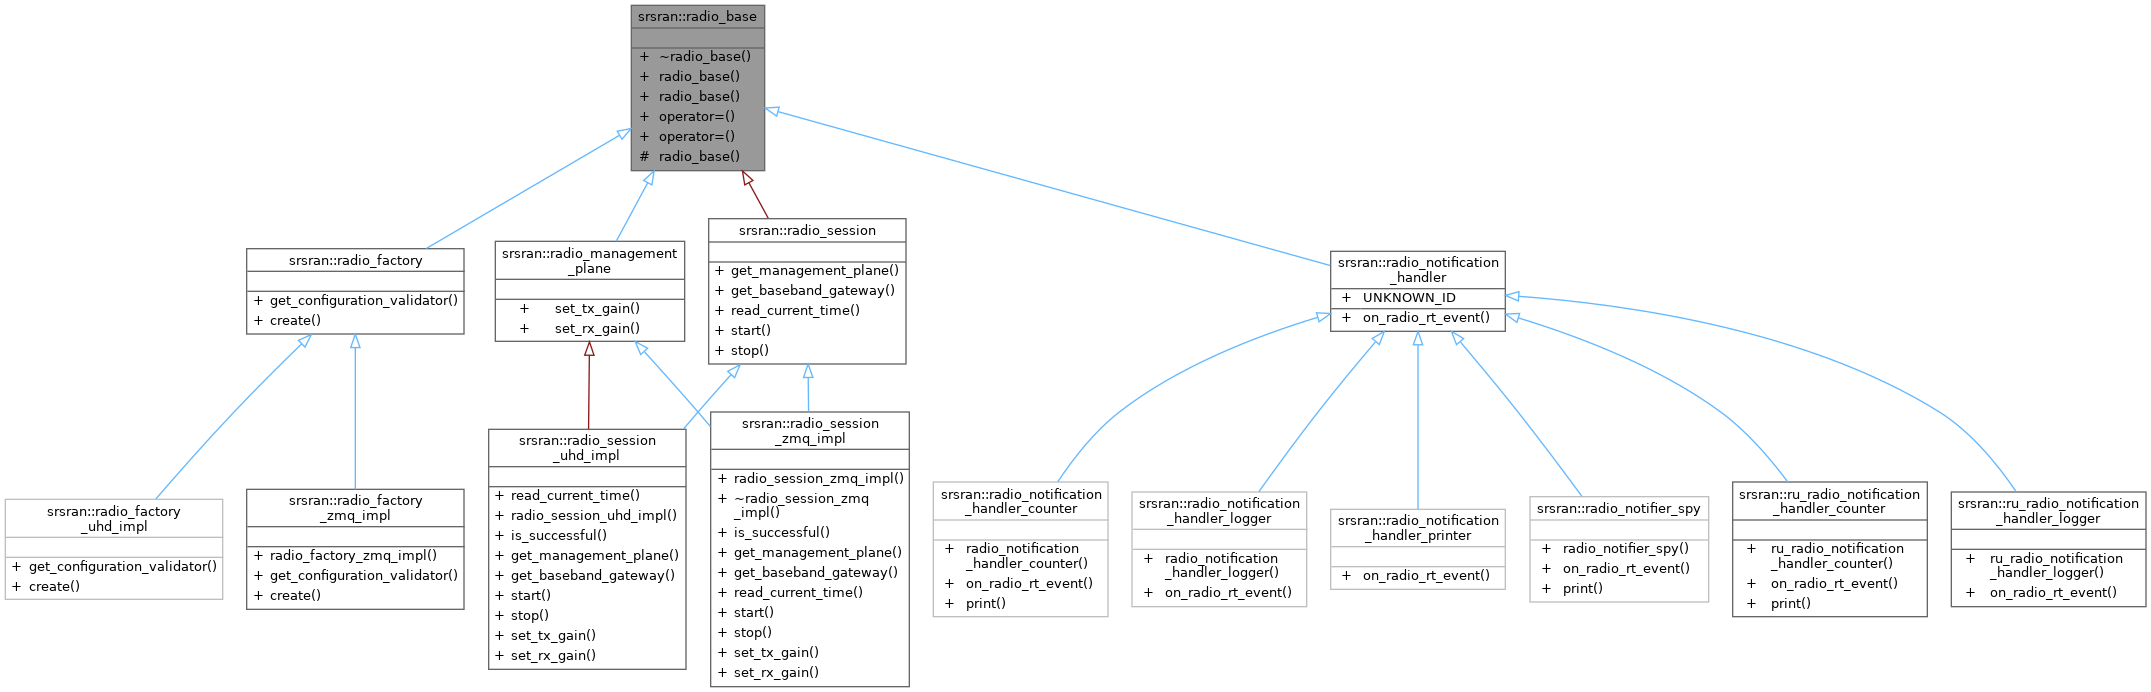 srsran::radio_base
+ ~radio_base()
+ radio_base()
+ radio_base()
+ operator=()
+ operator=()
# radio_base()
srsran::radio_factory
+ get_configuration_validator()
+ create()
srsran::radio_management
_plane
+ set_tx_gain()
+ set_rx_gain()
srsran::radio_session
+ get_management_plane()
+ get_baseband_gateway()
+ read_current_time()
+ start()
+ stop()
srsran::radio_notification
_handler
+ UNKNOWN_ID
+ on_radio_rt_event()
srsran::radio_factory
_uhd_impl
+ get_configuration_validator()
+ create()
srsran::radio_factory
_zmq_impl
+ radio_factory_zmq_impl()
+ get_configuration_validator()
+ create()
srsran::radio_session
_uhd_impl
+ read_current_time()
+ radio_session_uhd_impl()
+ is_successful()
+ get_management_plane()
+ get_baseband_gateway()
+ start()
+ stop()
+ set_tx_gain()
+ set_rx_gain()
srsran::radio_session
_zmq_impl
+ radio_session_zmq_impl()
+ ~radio_session_zmq
_impl()
+ is_successful()
+ get_management_plane()
+ get_baseband_gateway()
+ read_current_time()
+ start()
+ stop()
+ set_tx_gain()
+ set_rx_gain()
srsran::radio_notification
_handler_counter
+ radio_notification
_handler_counter()
+ on_radio_rt_event()
+ print()
srsran::radio_notification
_handler_logger
+ radio_notification
_handler_logger()
+ on_radio_rt_event()
srsran::radio_notification
_handler_printer
+ on_radio_rt_event()
srsran::radio_notifier_spy
+ radio_notifier_spy()
+ on_radio_rt_event()
+ print()
srsran::ru_radio_notification
_handler_counter
+ ru_radio_notification
_handler_counter()
+ on_radio_rt_event()
+ print()
srsran::ru_radio_notification
_handler_logger
+ ru_radio_notification
_handler_logger()
+ on_radio_rt_event()